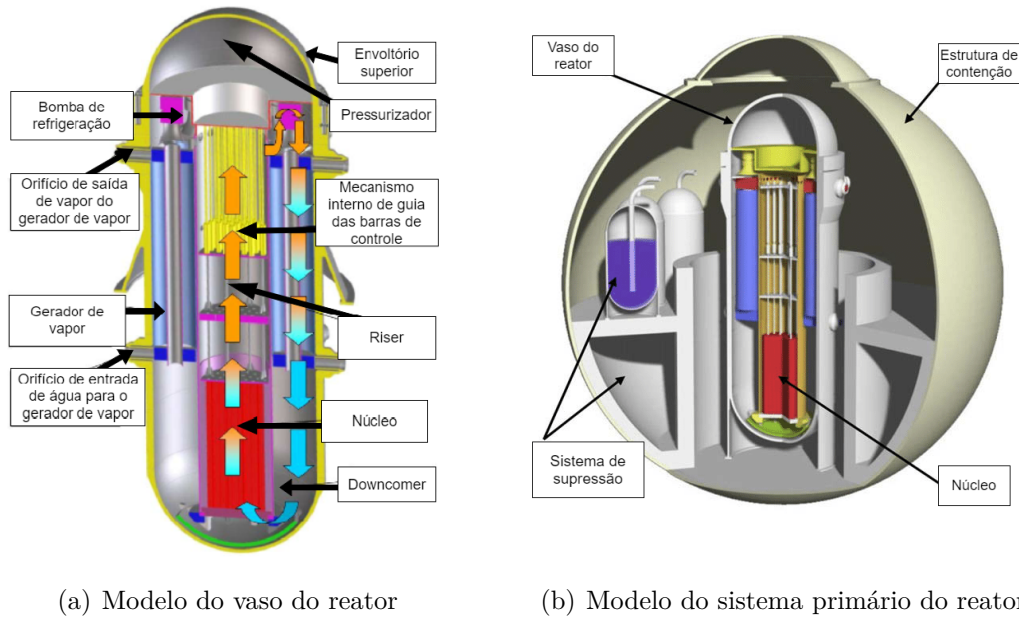 Envoltório
superior
Pressurizador
Bomba de
refrigeração
Orifício de saída
de vapor do
gerador de vapor
Mecanismo
interno de guia
das barras de
controle
Gerador de
vapor
Riser
Orifício de entrada
de água para o
gerador de vapor
Núcleo
Downcomer
(a) Modelo do vaso do reator
Vaso do
reator
Estrutura de
contenção
Sistema de
supressão
Núcleo
(b) Modelo do sistema primário do reator